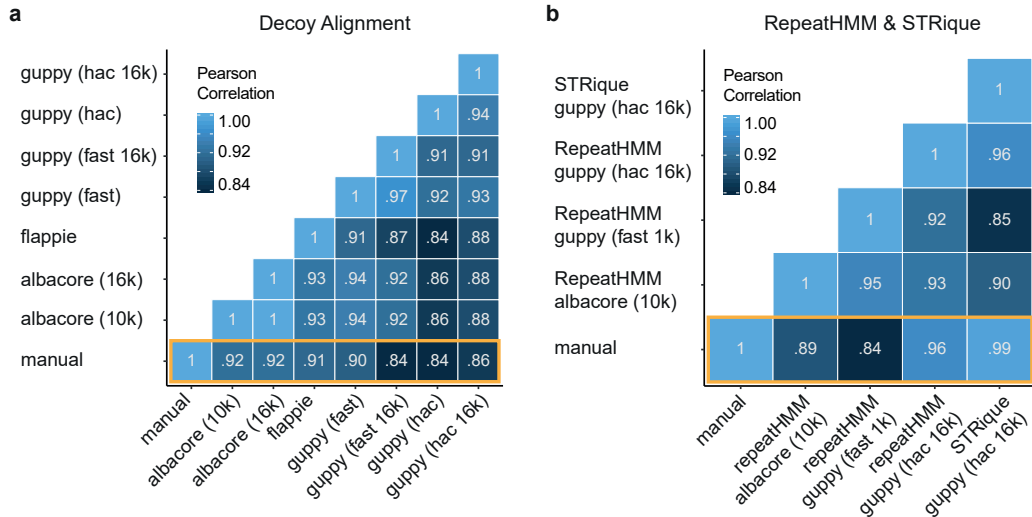 a
Decoy Alignment
guppy (hac 16k)
guppy (hac)
guppy (fast 16k)
guppy (fast)
flappie
albacore (16k)
albacore (10k)
manual
Pearson
Correlation
1.00
0.92
0.84
1
1 .94
1 .91 .91
1 .97 .92 .93
1 .91 .87 .84 .88
1 .93 .94 .92 .86 .88
1 1 .93 .94 .92 .86 .88
1 .92 .92 .91 .90 .84 .84 .86
manual
albacore (10k)
albacore (16k)
flappie
guppy (fast)
guppy (fast 16k)
guppy (hac)
guppy (hac 16k)
b
RepeatHMM & STRique
STRique
guppy (hac 16k)
RepeatHMM
guppy (hac 16k)
RepeatHMM
guppy (fast 1k)
RepeatHMM
albacore (10k)
manual
Pearson
Correlation
1.00
0.92
0.84
1
1 .96
1 .92 .85
1 .95 .93 .90
1 .89 .84 .96 .99
manual
repeatHMM
albacore (10k)
repeatHMM
guppy (fast 1k)
repeatHMM
guppy (hac 16k)
STRique
guppy (hac 16k)